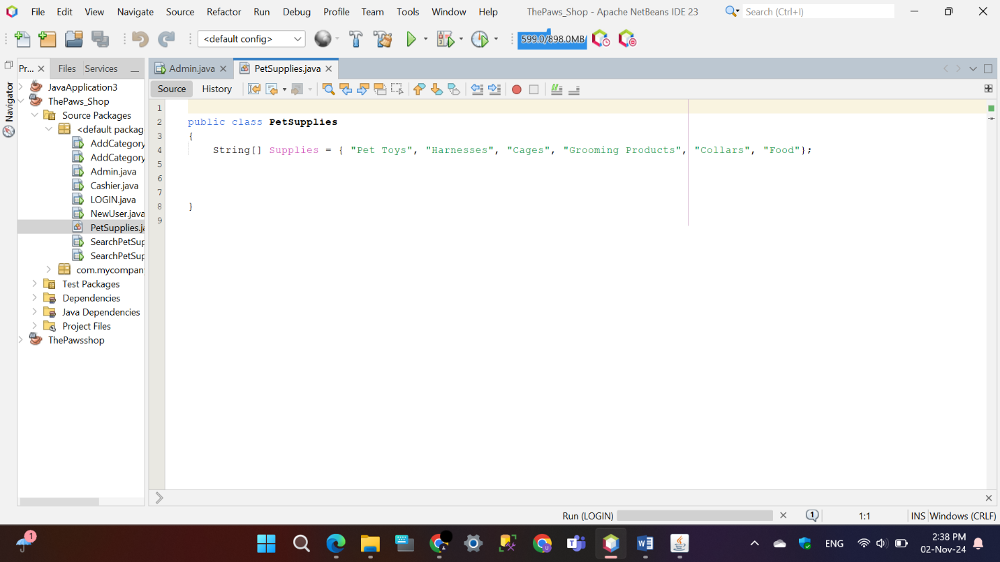 File Edit View Navigate Source Refactor Run Debug Profile Team Tools Window Help ThePaws_Shop - Apache NetBeans IDE 23 Search (Ctrl+I)
<default config> 599.0/898.0MB
Pr... Files Services Admin.java PetSupplies.java
Navigator
Source History
JavaApplication3
ThePaws_Shop
Source Packages
<default packag
AddCategory
AddCategory
Admin.java
Cashier.java
LOGIN.java
NewUser.java
PetSupplies.ja
SearchPetSup
SearchPetSup
com.mycompan
Test Packages
Dependencies
Java Dependencies
Project Files
ThePawsshop
1
2 public class PetSupplies
3 {
4 String[] Supplies = { "Pet Toys", "Harnesses", "Cages", "Grooming Products", "Collars", "Food"};
5
6
7
8 }
9
Run (LOGIN) 1 1:1 INS Windows (CRLF)
1 ENG 2:38 PM
02-Nov-24